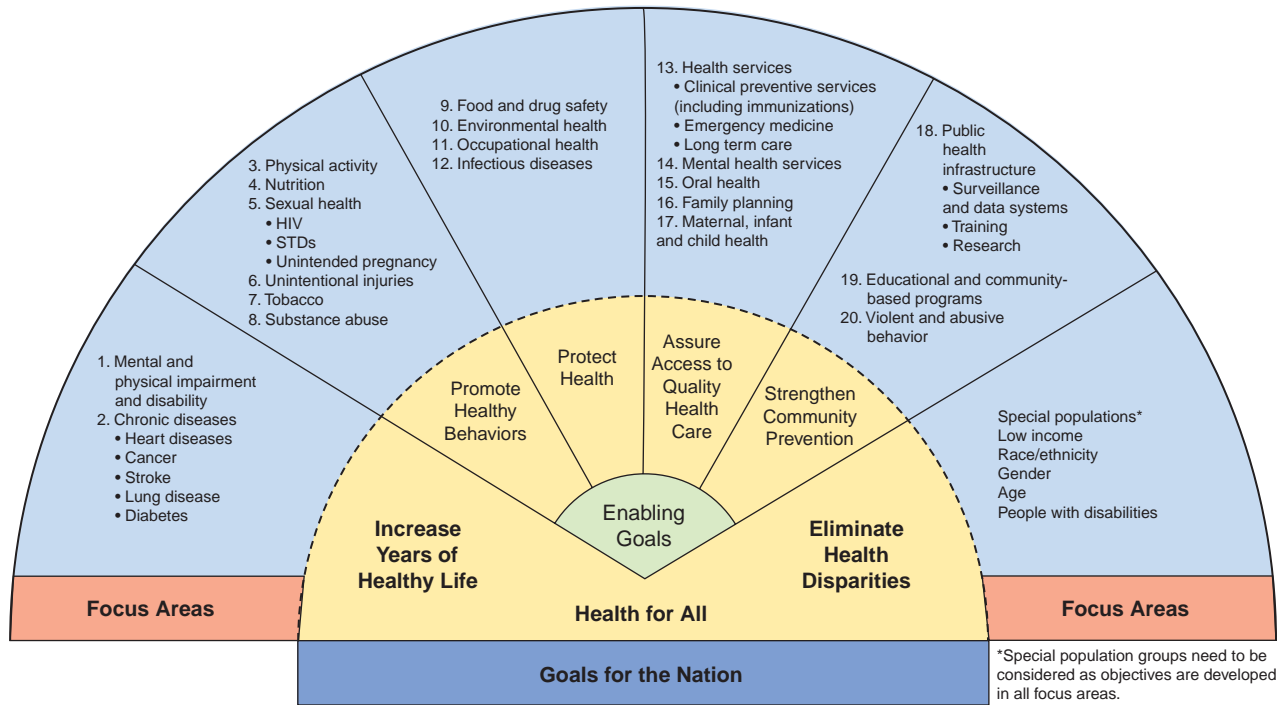 1. Mental and
physical impairment
and disability
2. Chronic diseases
• Heart diseases
• Cancer
• Stroke
• Lung disease
• Diabetes
3. Physical activity
4. Nutrition
5. Sexual health
• HIV
• STDs
• Unintended pregnancy
6. Unintentional injuries
7. Tobacco
8. Substance abuse
9. Food and drug safety
10. Environmental health
11. Occupational health
12. Infectious diseases
13. Health services
• Clinical preventive services
(including immunizations)
• Emergency medicine
• Long term care
14. Mental health services
15. Oral health
16. Family planning
17. Maternal, infant
and child health
18. Public
health
infrastructure
• Surveillance
and data systems
• Training
• Research
19. Educational and community-
based programs
20. Violent and abusive
behavior
Special populations*
Low income
Race/ethnicity
Gender
Age
People with disabilities
Promote
Healthy
Behaviors
Protect
Health
Assure
Access to
Quality
Health
Care
Strengthen
Community
Prevention
Enabling
Goals
Increase
Years of
Healthy Life
Eliminate
Health
Disparities
Health for All
Focus Areas
Focus Areas
Goals for the Nation
*Special population groups need to be
considered as objectives are developed
in all focus areas.